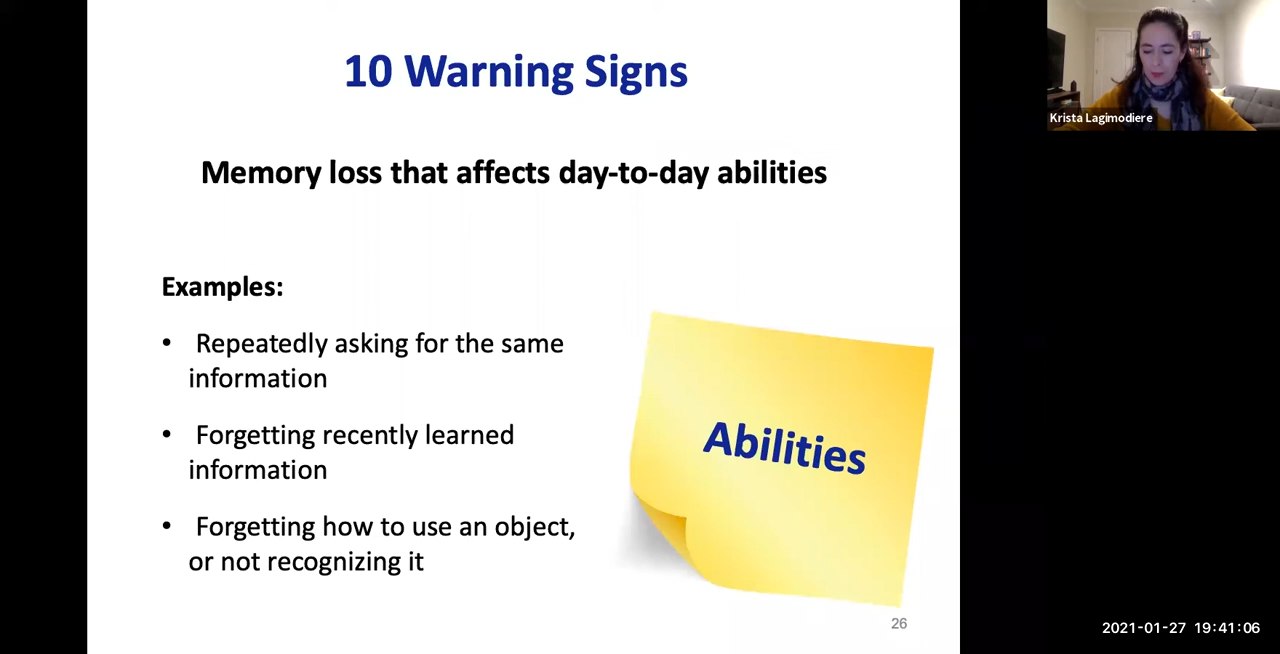 10 Warning Signs
Krista Lagimodiere
Memory loss that affects day-to-day abilities
Examples:
• Repeatedly asking for the same
information
• Forgetting recently learned
information
• Forgetting how to use an object,
or not recognizing it
Abilities
26
2021-01-27 19:41:06